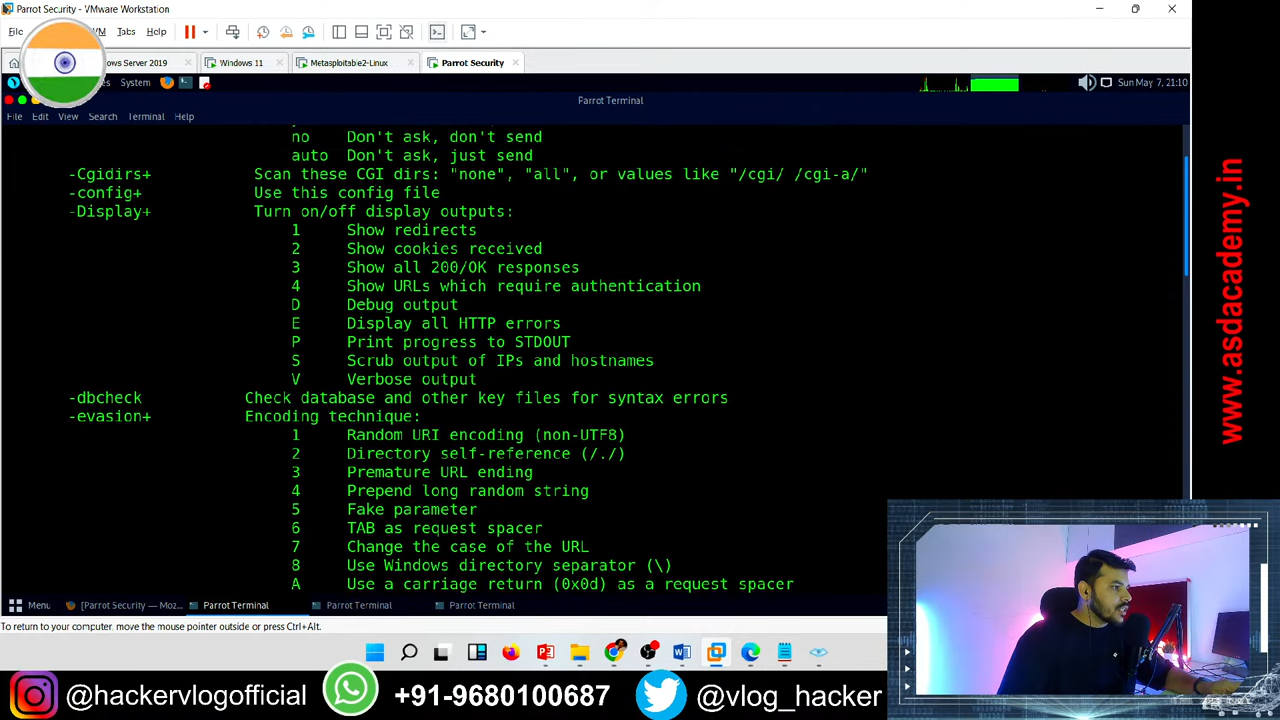 Parrot Security - VMware Workstation
File VM Tabs Help
ows Server 2019 Windows 11 Metasploitable2-Linux Parrot Security
es System Sun May 7, 21:10
Parrot Terminal
File Edit View Search Terminal Help
no Don't ask, don't send
auto Don't ask, just send
-Cgidirs+ Scan these CGI dirs: "none", "all", or values like "/cgi/ /cgi-a/"
-config+ Use this config file
-Display+ Turn on/off display outputs:
1 Show redirects
2 Show cookies received
3 Show all 200/OK responses
4 Show URLs which require authentication
D Debug output
E Display all HTTP errors
P Print progress to STDOUT
S Scrub output of IPs and hostnames
V Verbose output
-dbcheck Check database and other key files for syntax errors
-evasion+ Encoding technique:
1 Random URI encoding (non-UTF8)
2 Directory self-reference (/./)
3 Premature URL ending
4 Prepend long random string
5 Fake parameter
6 TAB as request spacer
7 Change the case of the URL
8 Use Windows directory separator (\)
A Use a carriage return (0x0d) as a request spacer
Menu [Parrot Security — Moz... Parrot Terminal Parrot Terminal Parrot Terminal
To return to your computer, move the mouse pointer outside or press Ctrl+Alt.
@hackervlogofficial +91-9680100687 @vlog_hacker
www.asdacademy.in